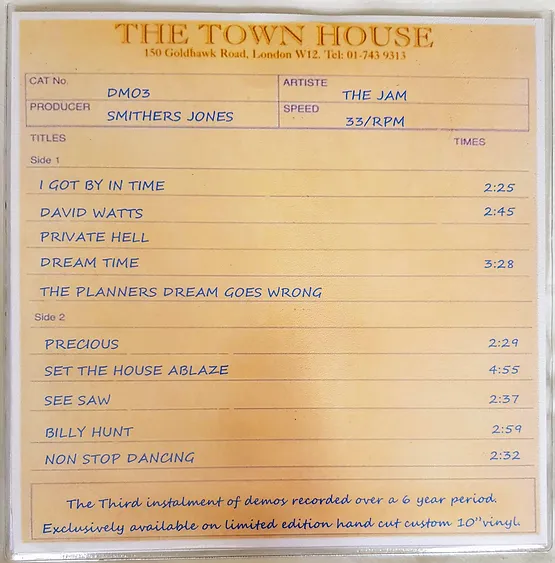 THE TOWN HOUSE
150 Goldhawk Road, London W12. Tel: 01-743 9313
CAT No. DM03 ARTISTE THE JAM
PRODUCER SMITHERS JONES SPEED 33/RPM
TITLES TIMES
Side 1
I GOT BY IN TIME 2:25
DAVID WATTS 2:45
PRIVATE HELL
DREAM TIME 3:28
THE PLANNERS DREAM GOES WRONG
Side 2
PRECIOUS 2:29
SET THE HOUSE ABLAZE 4:55
SEE SAW 2:37
BILLY HUNT 2:59
NON STOP DANCING 2:32
The Third instalment of demos recorded over a 6 year period.
Exclusively available on limited edition hand cut custom 10"vinyl.